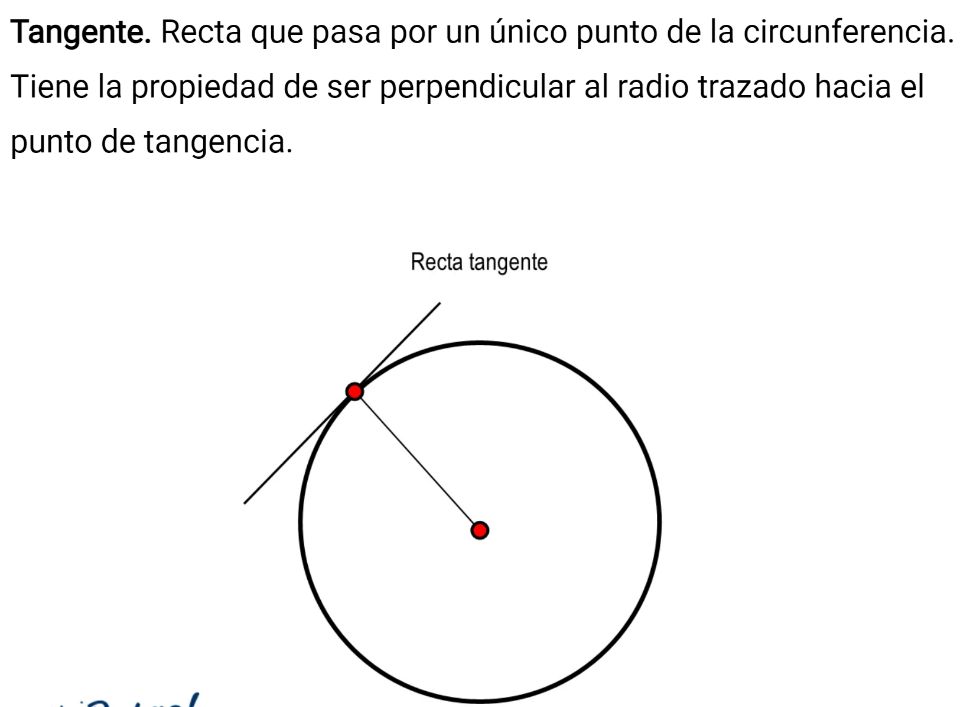 Tangente. Recta que pasa por un único punto de la circunferencia.
Tiene la propiedad de ser perpendicular al radio trazado hacia el
punto de tangencia.
Recta tangente